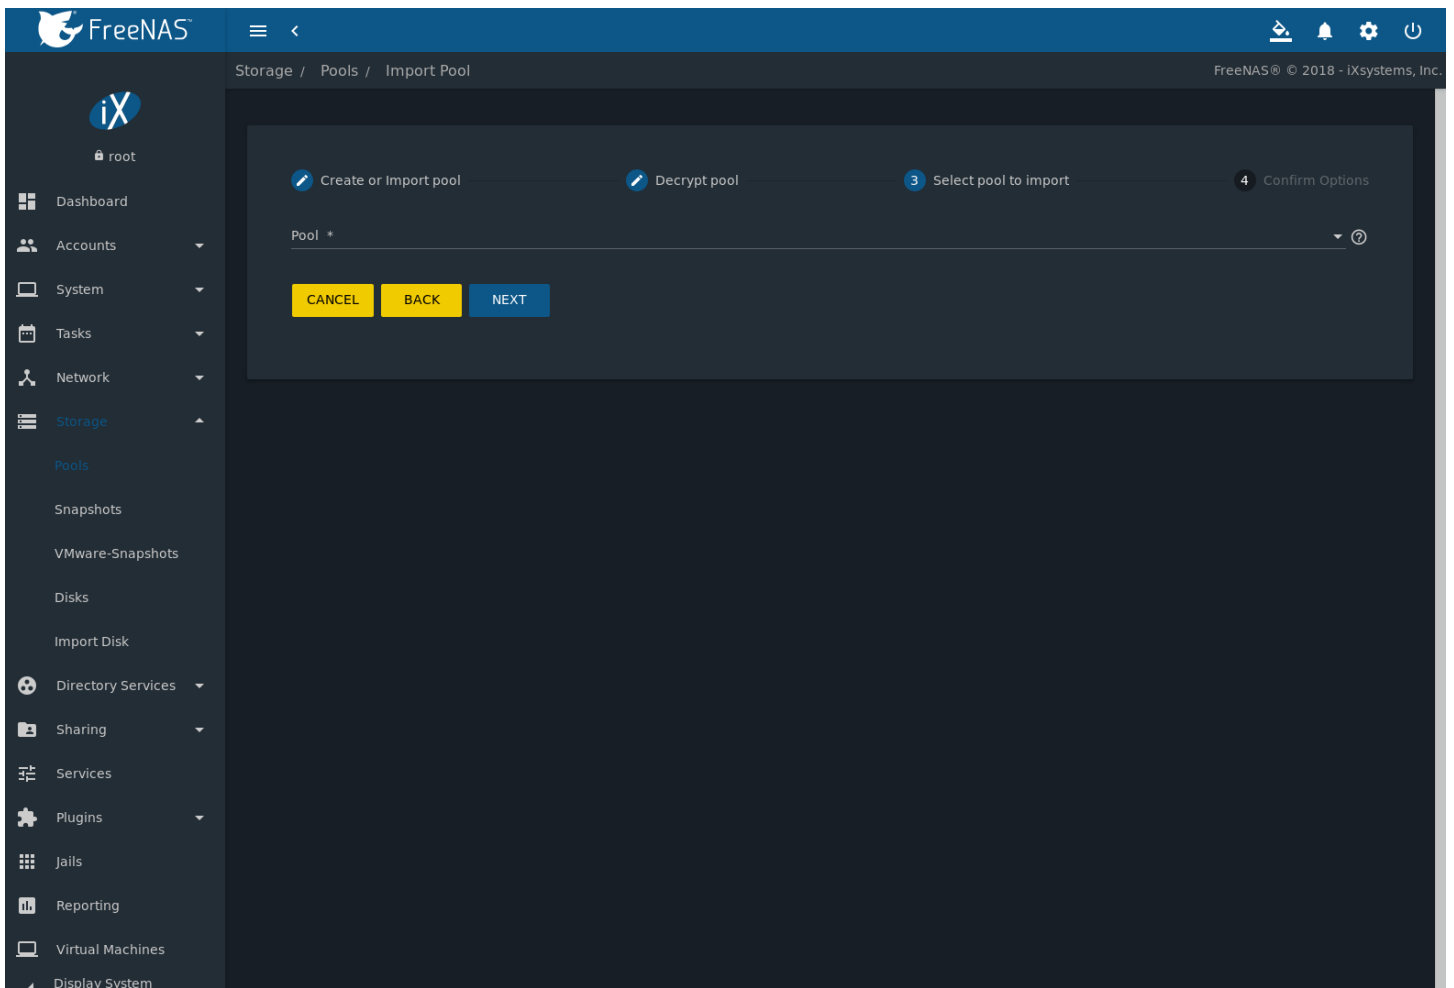 FreeNAS™
Storage / Pools / Import Pool
FreeNAS® © 2018 - iXsystems, Inc.
iX
root
Dashboard
Accounts
System
Tasks
Network
Storage
Pools
Snapshots
VMware-Snapshots
Disks
Import Disk
Directory Services
Sharing
Services
Plugins
Jails
Reporting
Virtual Machines
Display System
Create or Import pool
Decrypt pool
3 Select pool to import
4 Confirm Options
Pool *
CANCEL BACK NEXT